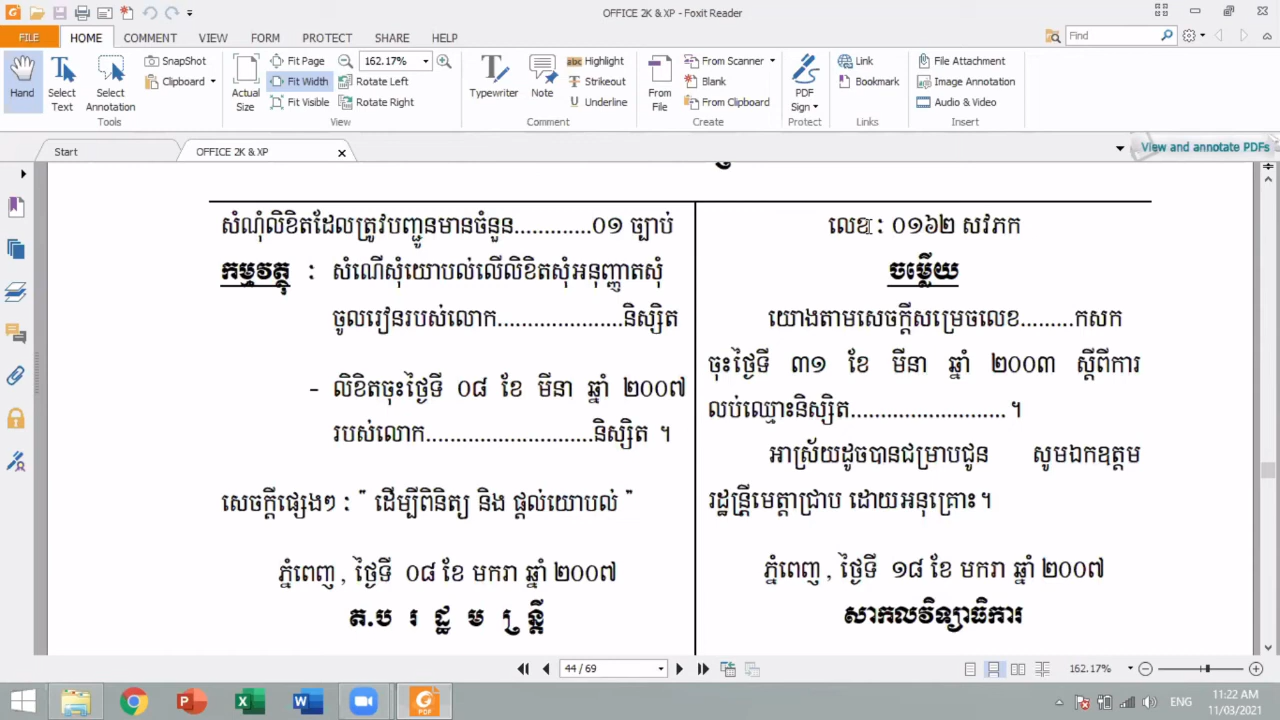 OFFICE 2K & XP - Foxit Reader
FILE HOME COMMENT VIEW FORM PROTECT SHARE HELP Find
Hand Select Text Select Annotation SnapShot Clipboard Tools
Actual Size Fit Page Fit Width Fit Visible 162.17% Rotate Left Rotate Right View
Typewriter Note Highlight Strikeout Underline Comment
From File From Scanner Blank From Clipboard Create
PDF Sign Protect
Link Bookmark Links
File Attachment Image Annotation Audio & Video Insert
Start OFFICE 2K & XP View and annotate PDFs
សំណុំលិខិតដែលត្រូវបញ្ជូនមានចំនួន.............០១ ច្បាប់
កម្មវត្ថុ : សំណើសុំយោបល់លើលិខិតសុំអនុញ្ញាតសុំ
ចូលរៀនរបស់លោក.....................និស្សិត
- លិខិតចុះថ្ងៃទី ០៨ ខែ មីនា ឆ្នាំ ២០០៧
របស់លោក............................និស្សិត ។
សេចក្ដីផ្សេងៗ : " ដើម្បីពិនិត្យ និង ផ្ដល់យោបល់ "
ភ្នំពេញ , ថ្ងៃទី ០៨ ខែ មករា ឆ្នាំ ២០០៧
ត.ប រ ដ្ឋ ម ន្ត្រី
លេខ : ០១៦២ សវភក
ចម្លើយ
យោងតាមសេចក្ដីសម្រេចលេខ.........កសក
ចុះថ្ងៃទី ៣១ ខែ មីនា ឆ្នាំ ២០០៣ ស្ដីពីការ
លប់ឈ្មោះនិស្សិត.......................... ។
អាស្រ័យដូចបានជម្រាបជូន សូមឯកឧត្តម
រដ្ឋន្ត្រីមេត្តាជ្រាប ដោយអនុគ្រោះ។
ភ្នំពេញ , ថ្ងៃទី ១៨ ខែ មករា ឆ្នាំ ២០០៧
សាកលវិទ្យាធិការ
44 / 69 162.17%
ENG 11:22 AM
11/03/2021